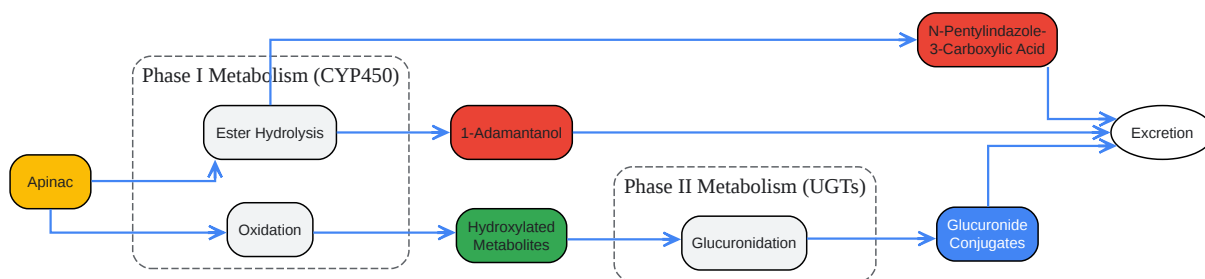 N-Pentylindazole-
3-Carboxylic Acid
Phase I Metabolism (CYP450)
Ester Hydrolysis
1-Adamantanol
Excretion
Apinac
Phase II Metabolism (UGTs)
Oxidation
Hydroxylated
Metabolites
Glucuronidation
Glucuronide
Conjugates